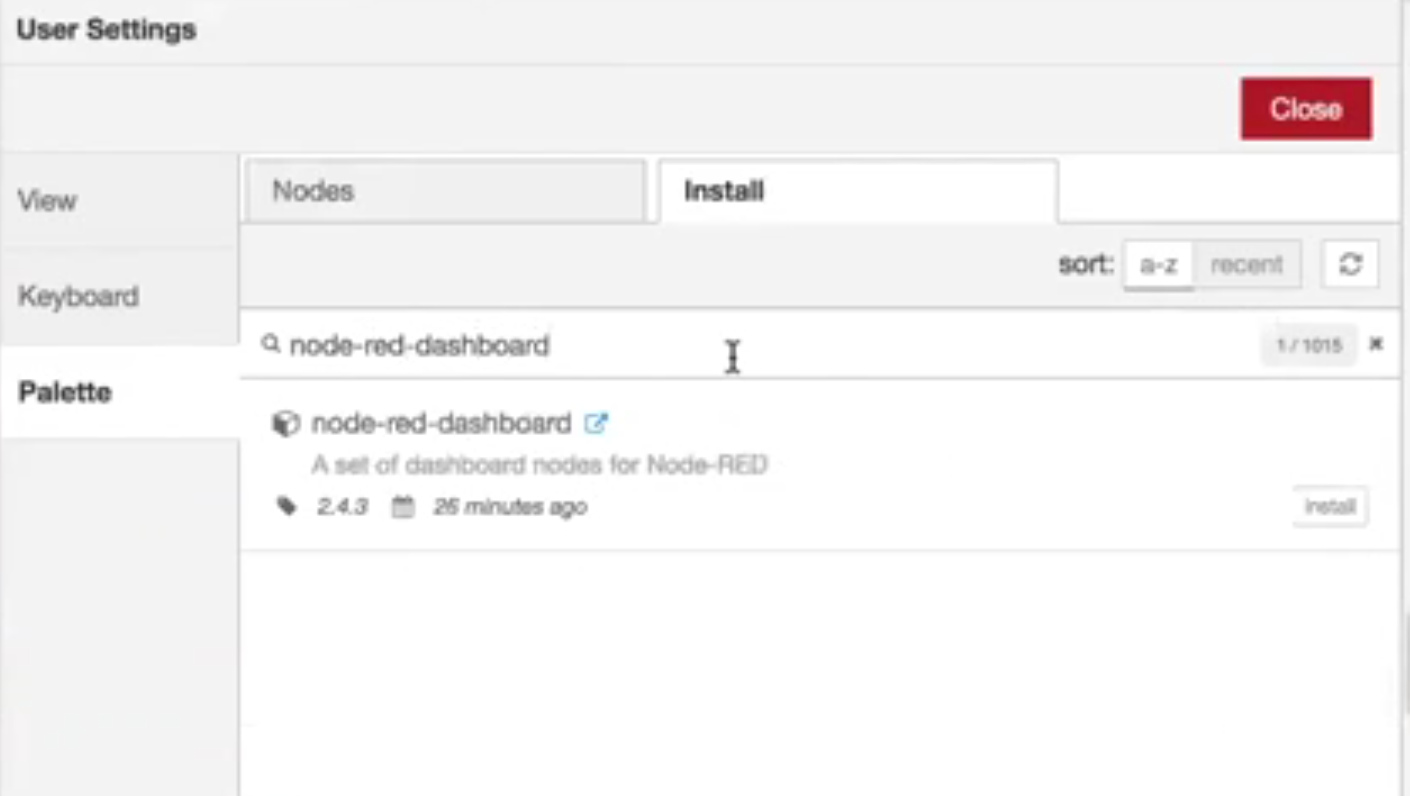 User Settings
Close
View
Keyboard
Palette
Nodes
Install
sort: a-z recent
node-red-dashboard 1 / 1015
node-red-dashboard
A set of dashboard nodes for Node-RED
2.4.3 26 minutes ago
install